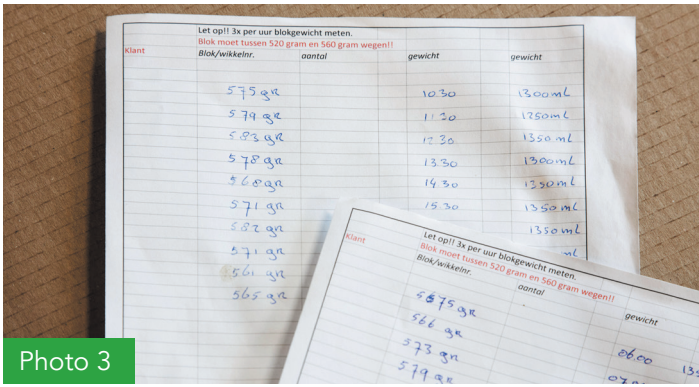 Let op!! 3x per uur blokgewicht meten.
Blok moet tussen 520 gram en 560 gram wegen!!
Klant Blok/wikkelnr. aantal gewicht gewicht
575 gr 10.30 1300 mL
579 gr 11:30 1250 mL
583 gr 12.30 1350 mL
578 gr 13.30 1300 mL
568 gr 14.30 1350 mL
571 gr 15.30 1350 mL
582 gr 1350 mL
571 gr mL
561 gr
565 gr
Let op!! 3x per uur blokgewicht meten.
Blok moet tussen 520 gram en 560 gram wegen!!
Klant Blok/wikkelnr. aantal gewicht
575 gr 06.00
566 gr
573 gr
579 gr
Photo 3